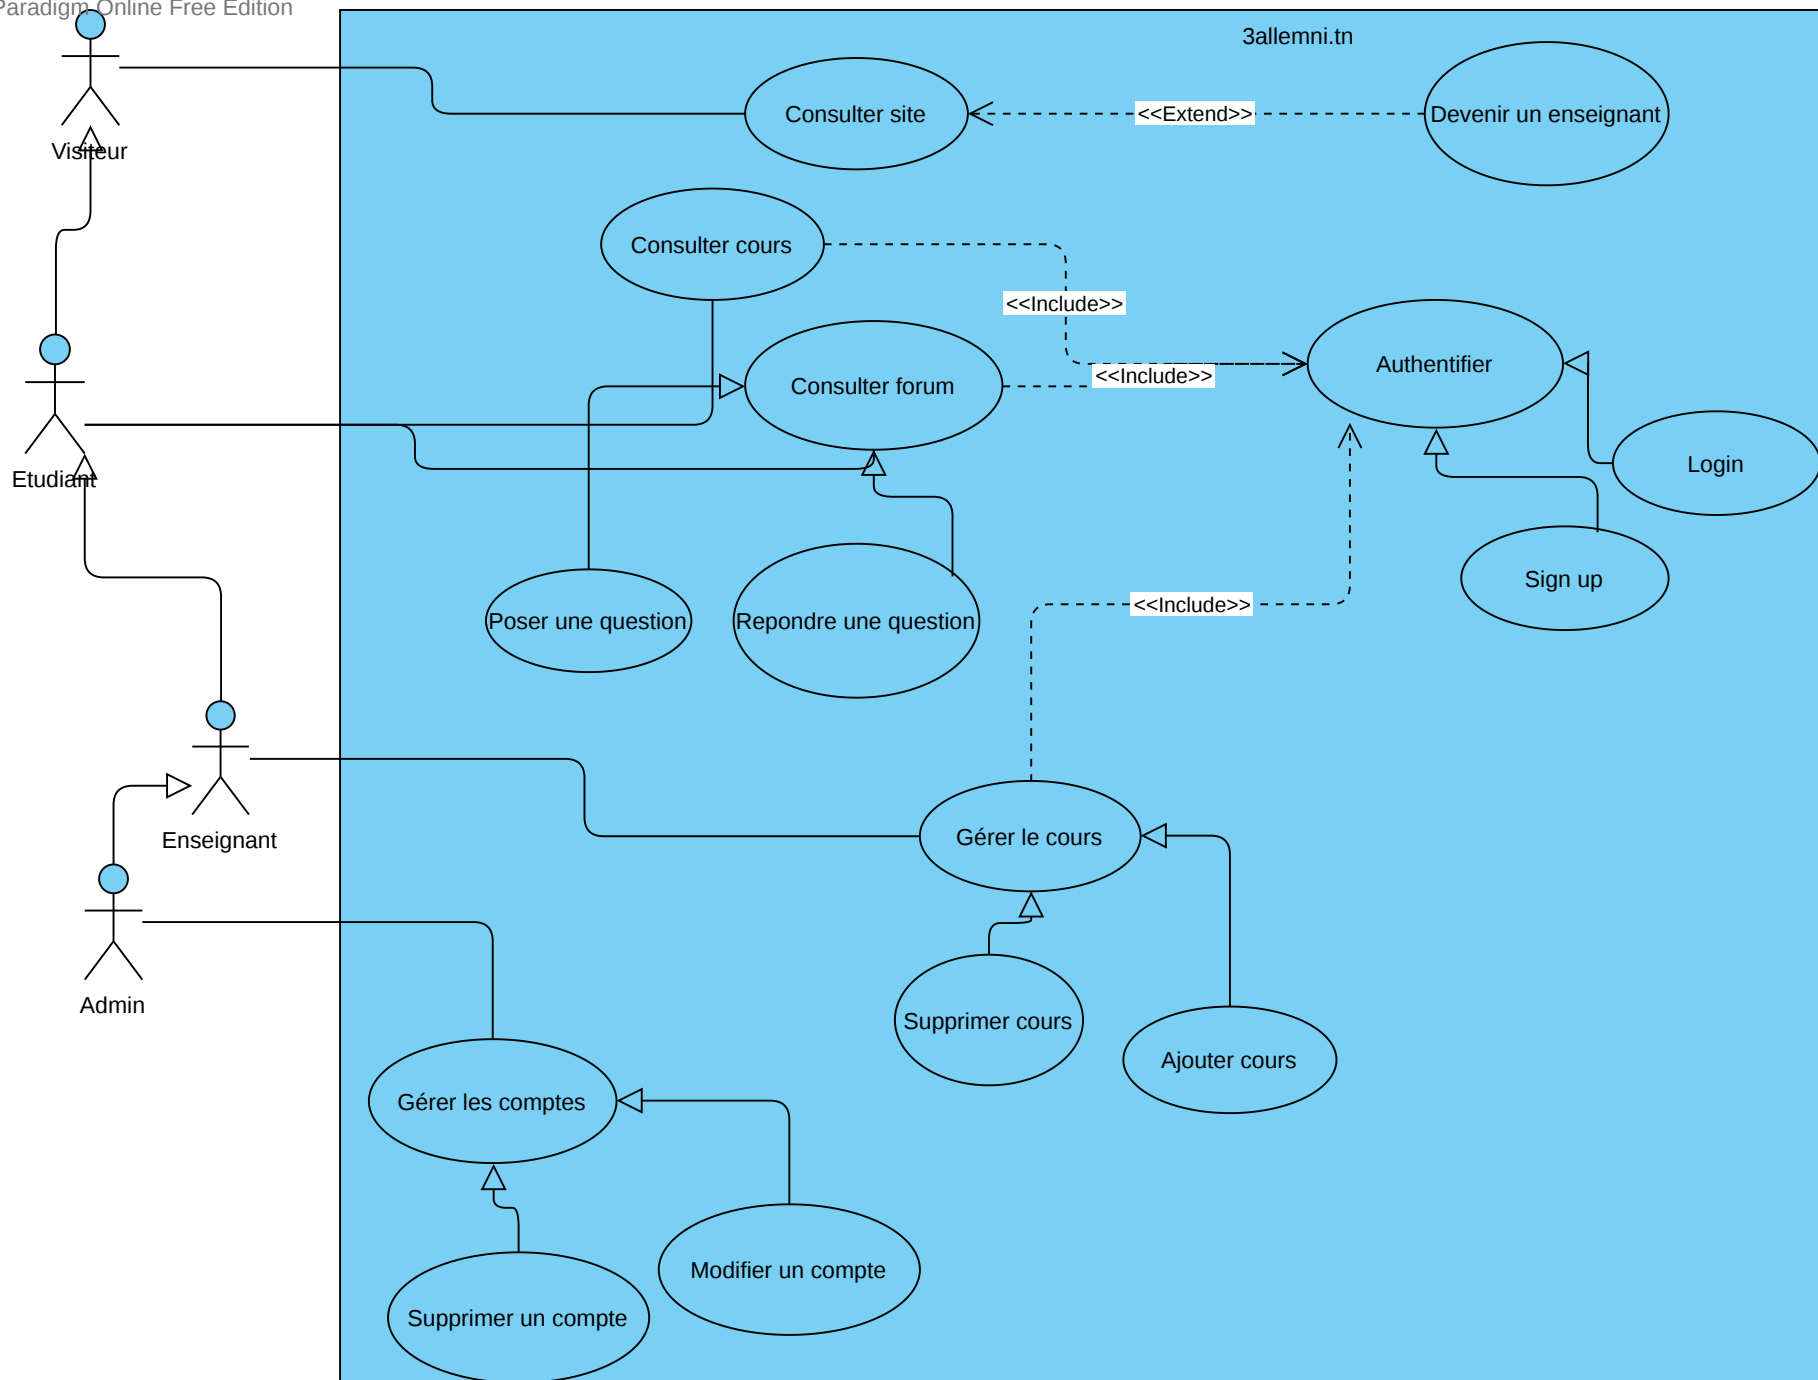 Paradigm Online Free Edition
3allemni.tn
Visiteur
Consulter site
<<Extend>>
Devenir un enseignant
Consulter cours
<<Include>>
Consulter forum
<<Include>>
Authentifier
Etudiant
Login
Sign up
Poser une question
Repondre une question
<<Include>>
Enseignant
Gérer le cours
Admin
Supprimer cours
Ajouter cours
Gérer les comptes
Modifier un compte
Supprimer un compte